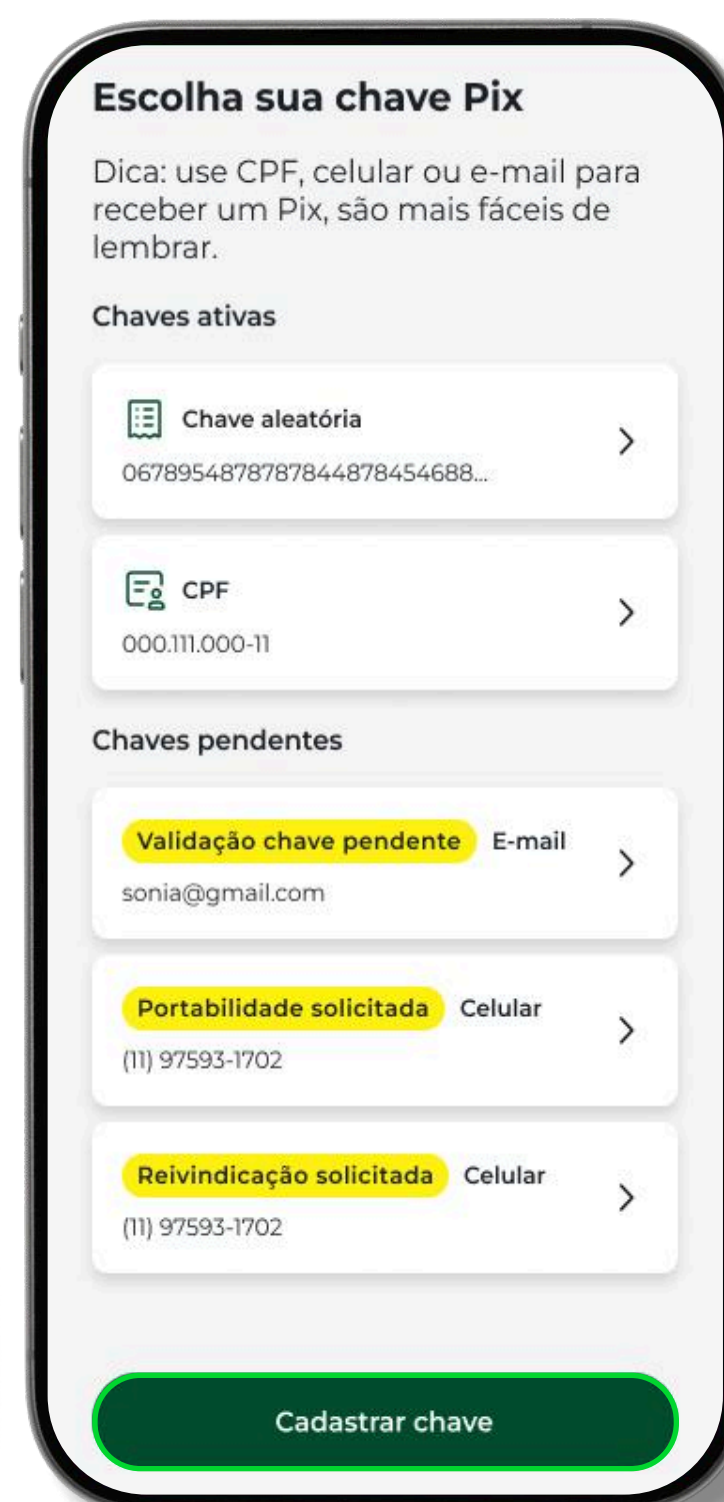 Escolha sua chave Pix
Dica: use CPF, celular ou e-mail para
receber um Pix, são mais fáceis de
lembrar.
Chaves ativas
Chave aleatória
0678954878787844878454688...
CPF
000.111.000-11
Chaves pendentes
Validação chave pendente E-mail
sonia@gmail.com
Portabilidade solicitada Celular
(11) 97593-1702
Reivindicação solicitada Celular
(11) 97593-1702
Cadastrar chave